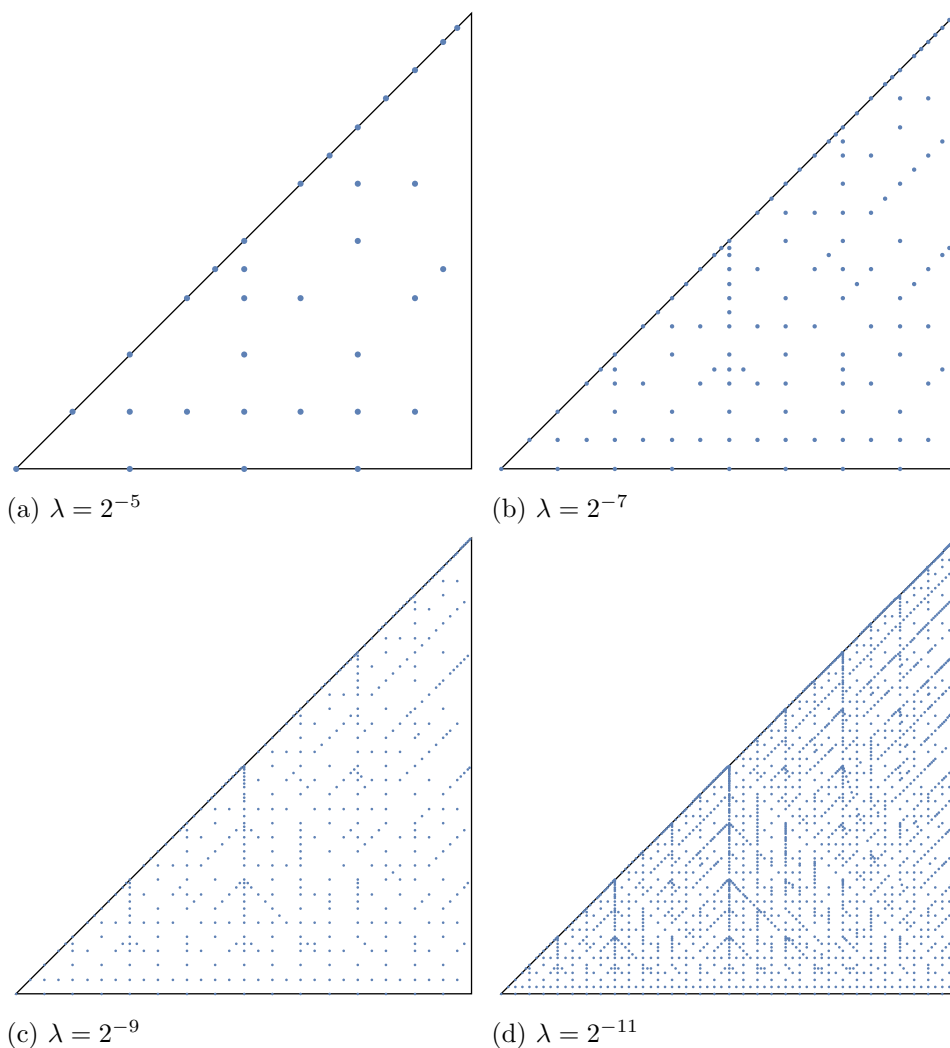 (a) λ = 2⁻⁵
(b) λ = 2⁻⁷
(c) λ = 2⁻⁹
(d) λ = 2⁻¹¹